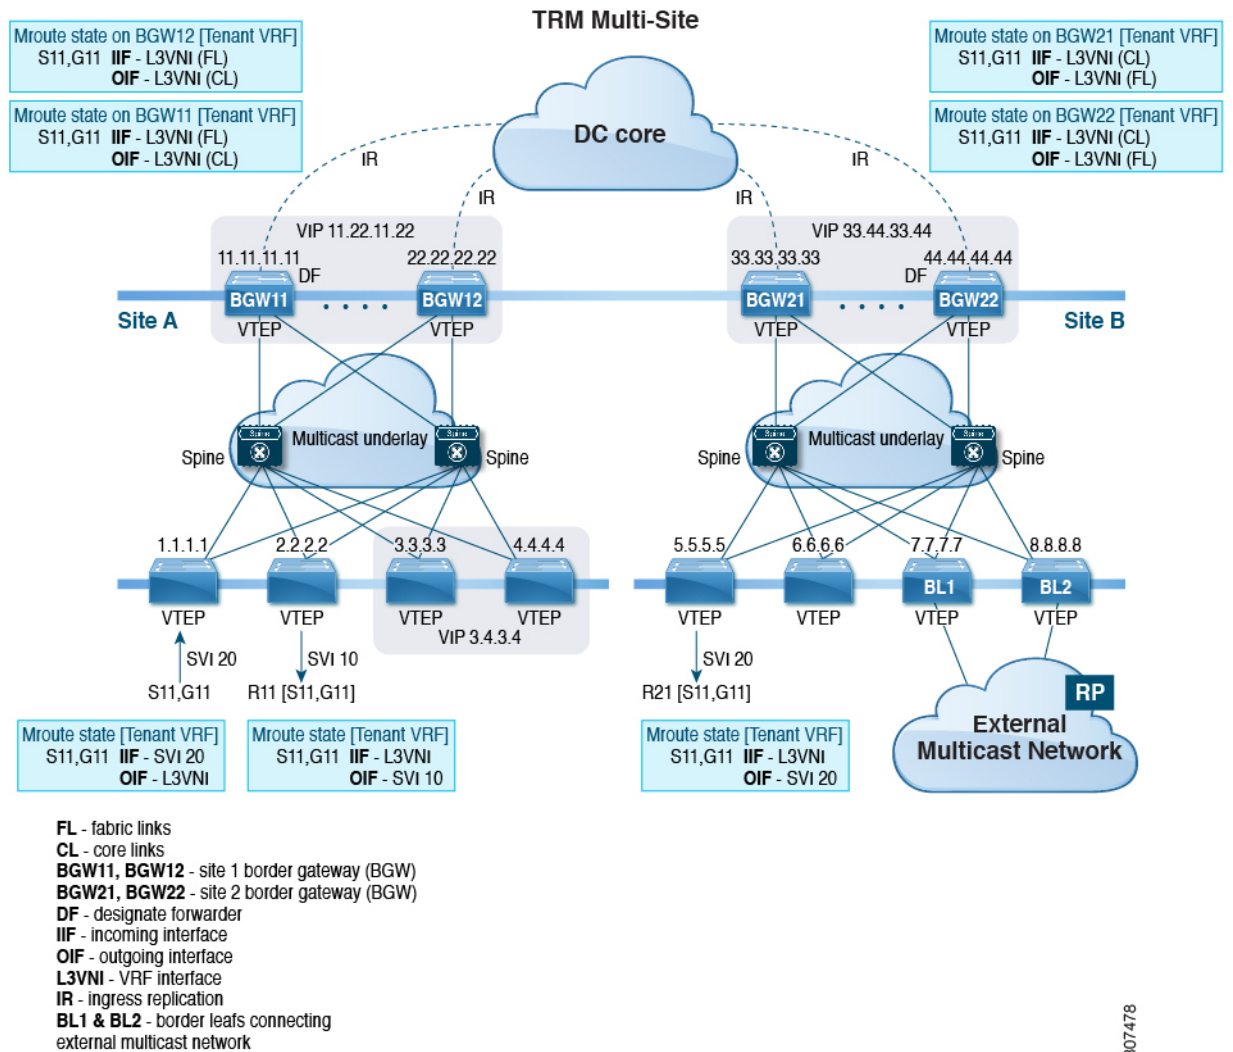 TRM Multi-Site
Mroute state on BGW12 [Tenant VRF]
S11,G11 IIF - L3VNI (FL)
OIF - L3VNI (CL)
Mroute state on BGW11 [Tenant VRF]
S11,G11 IIF - L3VNI (FL)
OIF - L3VNI (CL)
Mroute state on BGW21 [Tenant VRF]
S11,G11 IIF - L3VNI (CL)
OIF - L3VNI (FL)
Mroute state on BGW22 [Tenant VRF]
S11,G11 IIF - L3VNI (CL)
OIF - L3VNI (FL)
DC core
IR
IR
IR
IR
VIP 11.22.11.22
11.11.11.11
22.22.22.22
DF
BGW11
BGW12
VTEP
VTEP
Site A
VIP 33.44.33.44
33.33.33.33
44.44.44.44
DF
BGW21
BGW22
VTEP
VTEP
Site B
Spine
Spine
Multicast underlay
Spine
Spine
Spine
Spine
Multicast underlay
Spine
Spine
1.1.1.1
2.2.2.2
3.3.3.3
4.4.4.4
VTEP
VTEP
VTEP
VTEP
VIP 3.4.3.4
5.5.5.5
6.6.6.6
7.7.7.7
8.8.8.8
BL1
BL2
VTEP
VTEP
VTEP
VTEP
SVI 20
SVI 10
SVI 20
S11,G11
R11 [S11,G11]
R21 [S11,G11]
RP
External
Multicast Network
Mroute state [Tenant VRF]
S11,G11 IIF - SVI 20
OIF - L3VNI
Mroute state [Tenant VRF]
S11,G11 IIF - L3VNI
OIF - SVI 10
Mroute state [Tenant VRF]
S11,G11 IIF - L3VNI
OIF - SVI 20
FL - fabric links
CL - core links
BGW11, BGW12 - site 1 border gateway (BGW)
BGW21, BGW22 - site 2 border gateway (BGW)
DF - designate forwarder
IIF - incoming interface
OIF - outgoing interface
L3VNI - VRF interface
IR - ingress replication
BL1 & BL2 - border leafs connecting
external multicast network
307478